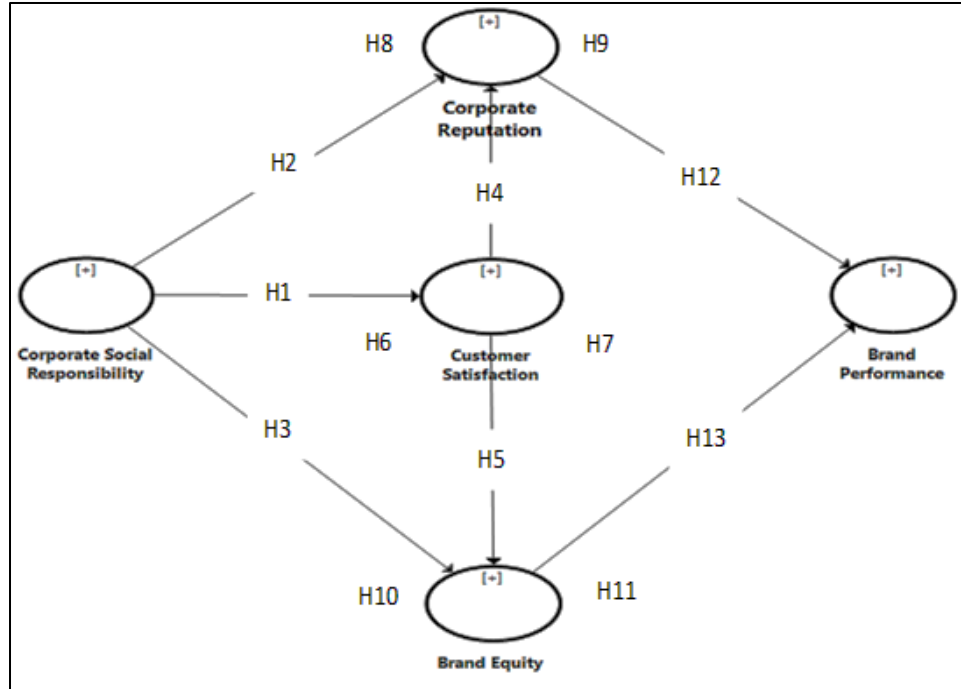 H8
[+]
H9
Corporate
Reputation
H2
H12
H4
[+]
[+]
[+]
H1
H6
H7
Corporate Social
Responsibility
Customer
Satisfaction
Brand
Performance
H3
H13
H5
[+]
H10
H11
Brand Equity